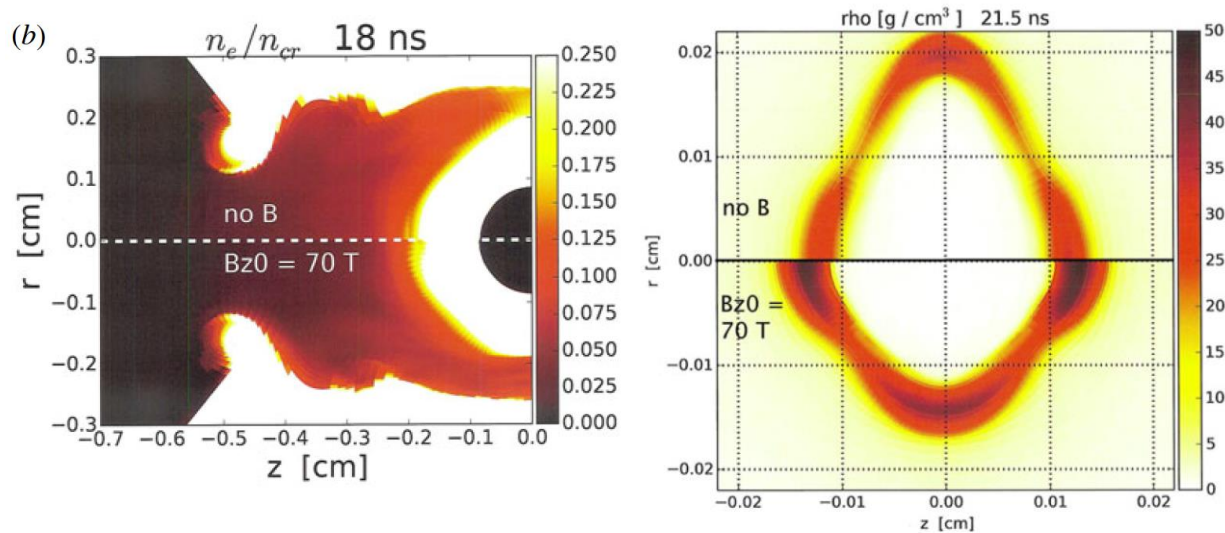 (b)
n_e/n_cr 18 ns
0.3
0.2
0.1
0.0
−0.1
−0.2
−0.3
r [cm]
no B
Bz0 = 70 T
−0.7 −0.6 −0.5 −0.4 −0.3 −0.2 −0.1 0.0
z [cm]
0.250
0.225
0.200
0.175
0.150
0.125
0.100
0.075
0.050
0.025
0.000
rho [g / cm³ ] 21.5 ns
0.02
0.01
0.00
−0.01
−0.02
r [cm]
no B
Bz0 =
70 T
−0.02 −0.01 0.00 0.01 0.02
z [cm]
50
45
40
35
30
25
20
15
10
5
0